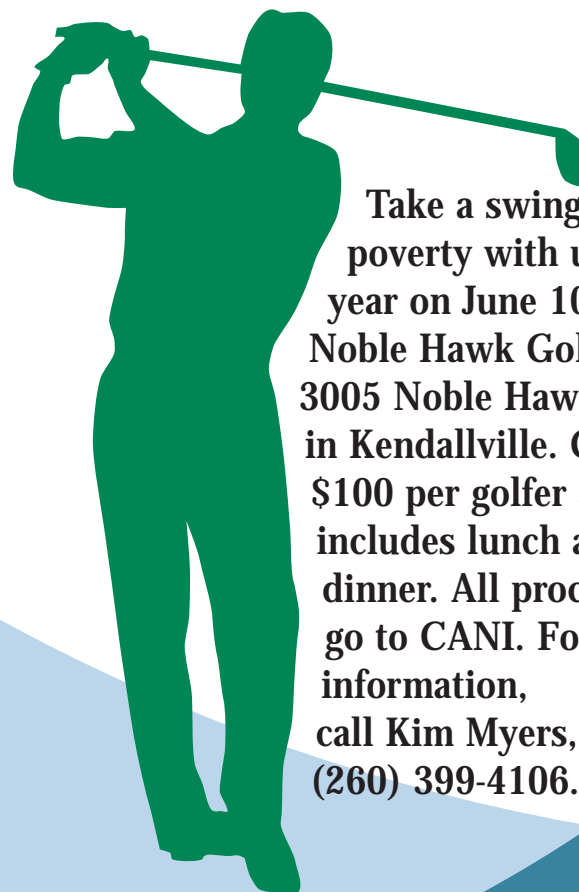 Take a swing
poverty with u
year on June 10
Noble Hawk Gol
3005 Noble Haw
in Kendallville. C
$100 per golfer
includes lunch a
dinner. All proc
go to CANI. Fo
information,
call Kim Myers,
(260) 399-4106.